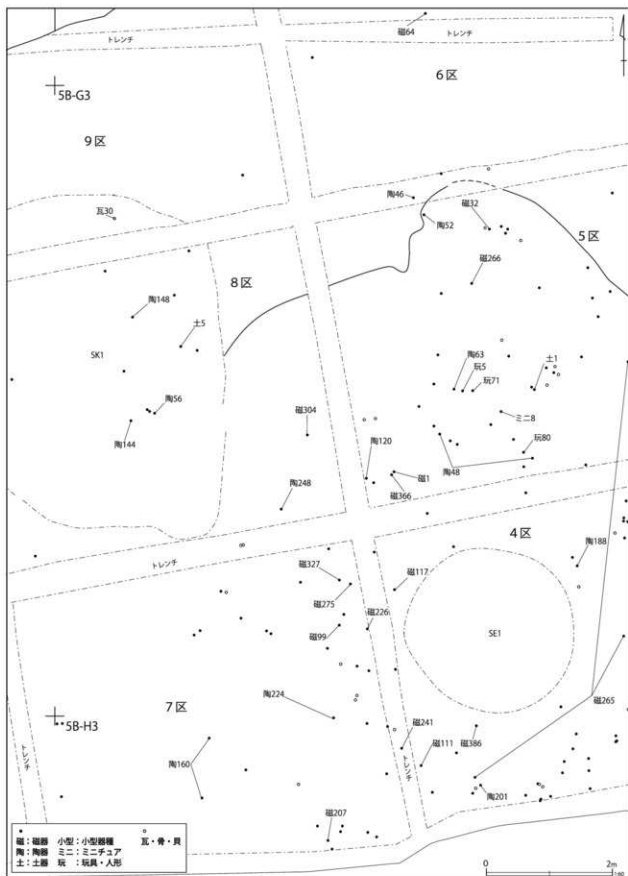 磁64
トレンチ
トレンチ
6区
5B-G3
9区
陶46
磁32
瓦30
陶52
5区
磁266
8区
陶148
土5
SK1
陶63
玩5
土1
玩71
陶56
ミニ8
磁304
陶144
玩80
陶120
陶48
磁1
磁366
陶248
4区
トレンチ
陶188
磁327
磁117
磁275
磁226
磁99
SE1
陶224
磁265
5B-H3
7区
磁241
磁111
磁386
トレンチ
トレンチ
陶160
陶201
磁207
磁：磁器 小型：小型器種 瓦・骨・貝
陶：陶器 ミニ：ミニチュア
土：土器 玩：玩具・人形
0 2m
1:60